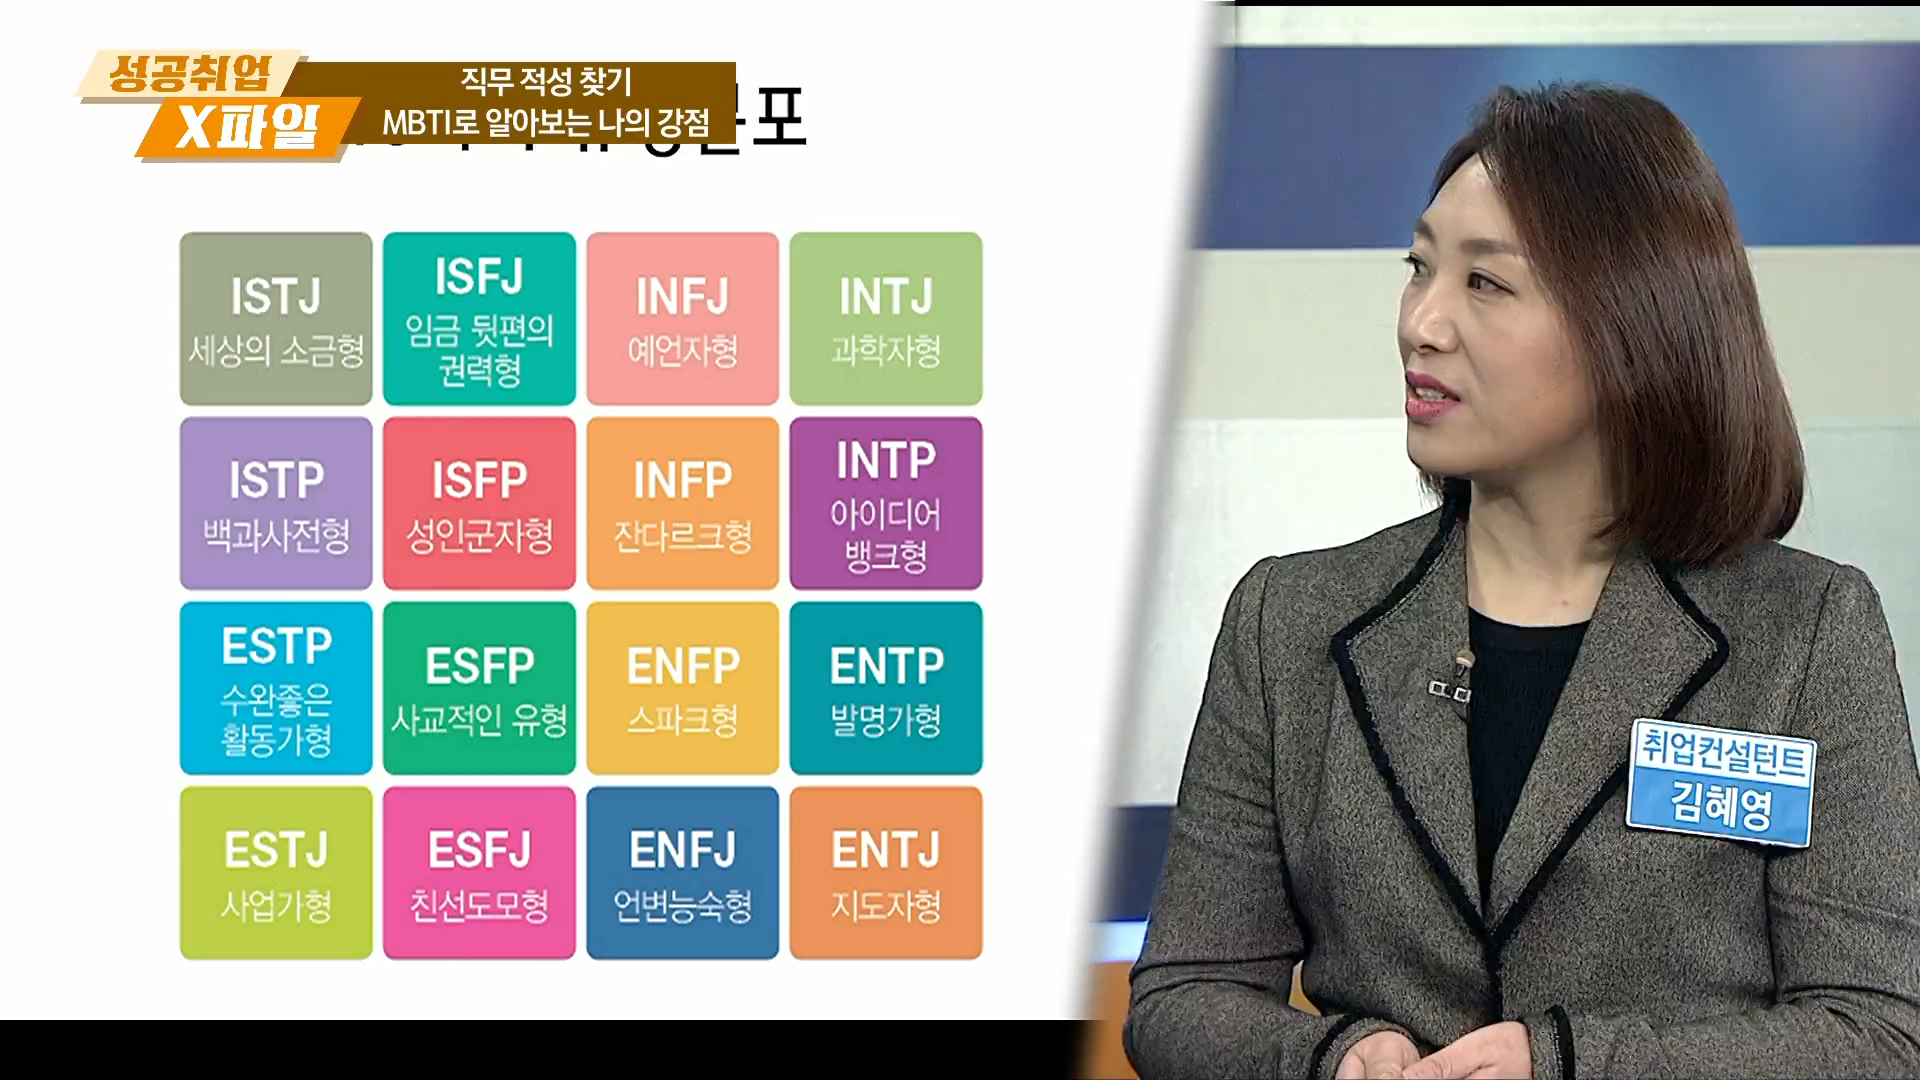 성공취업
X파일
직무 적성 찾기
MBTI로 알아보는 나의 강점
포
ISTJ
세상의 소금형
ISFJ
임금 뒷편의
권력형
INFJ
예언자형
INTJ
과학자형
ISTP
백과사전형
ISFP
성인군자형
INFP
잔다르크형
INTP
아이디어
뱅크형
ESTP
수완좋은
활동가형
ESFP
사교적인 유형
ENFP
스파크형
ENTP
발명가형
ESTJ
사업가형
ESFJ
친선도모형
ENFJ
언변능숙형
ENTJ
지도자형
취업컨설턴트
김혜영